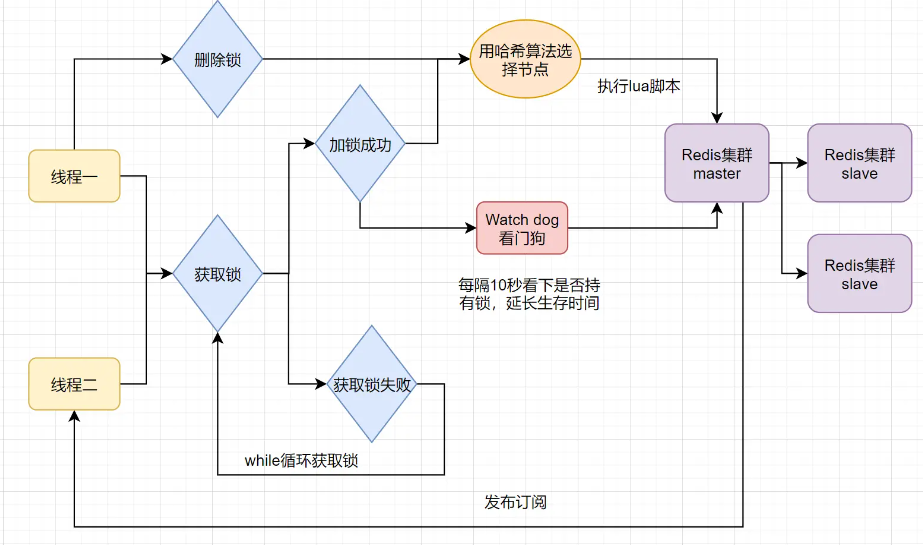 删除锁
用哈希算法选
择节点
执行lua脚本
加锁成功
Redis集群
master
Redis集群
slave
线程一
Watch dog
看门狗
获取锁
每隔10秒看下是否持
有锁，延长生存时间
Redis集群
slave
线程二
获取锁失败
while循环获取锁
发布订阅